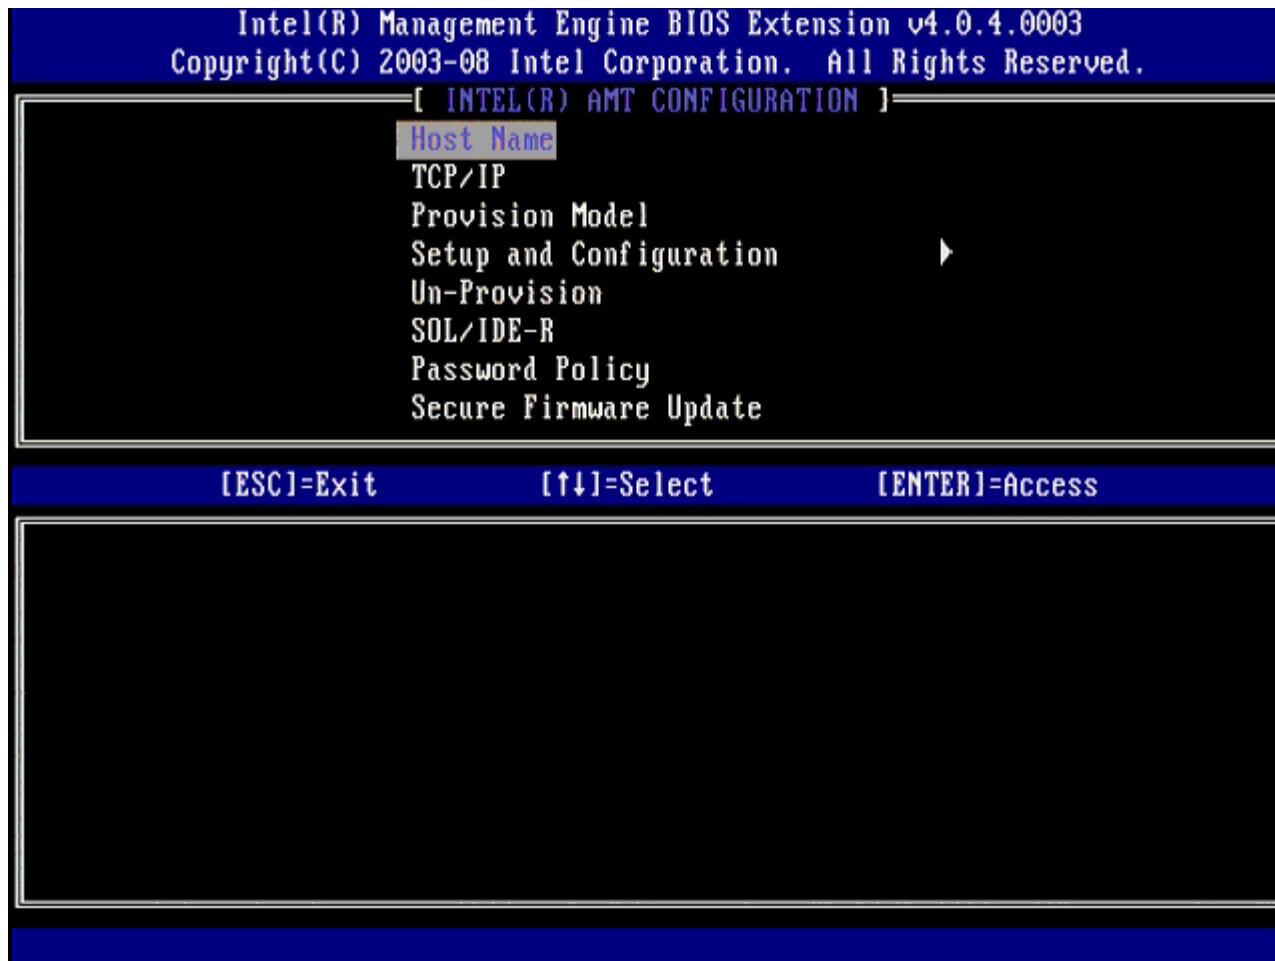 Intel(R) Management Engine BIOS Extension v4.0.4.0003
Copyright(C) 2003-08 Intel Corporation. All Rights Reserved.
[ INTEL(R) AMT CONFIGURATION ]
Host Name
TCP/IP
Provision Model
Setup and Configuration ►
Un-Provision
SOL/IDE-R
Password Policy
Secure Firmware Update
[ESC]=Exit [↑↓]=Select [ENTER]=Access